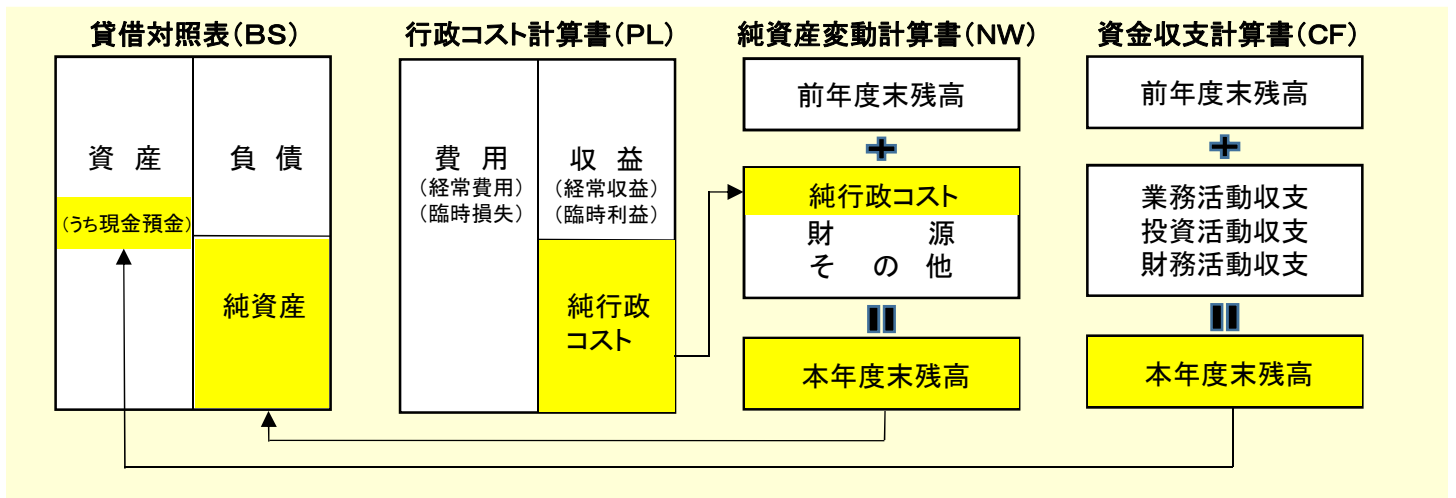 貸借対照表(BS)
資　産
(うち現金預金)
負　債
純資産
行政コスト計算書(PL)
費　用
(経常費用)
(臨時損失)
収　益
(経常収益)
(臨時利益)
純行政
コスト
純資産変動計算書(NW)
前年度末残高
純行政コスト
財　　　源
そ　の　他
本年度末残高
資金収支計算書(CF)
前年度末残高
業務活動収支
投資活動収支
財務活動収支
本年度末残高